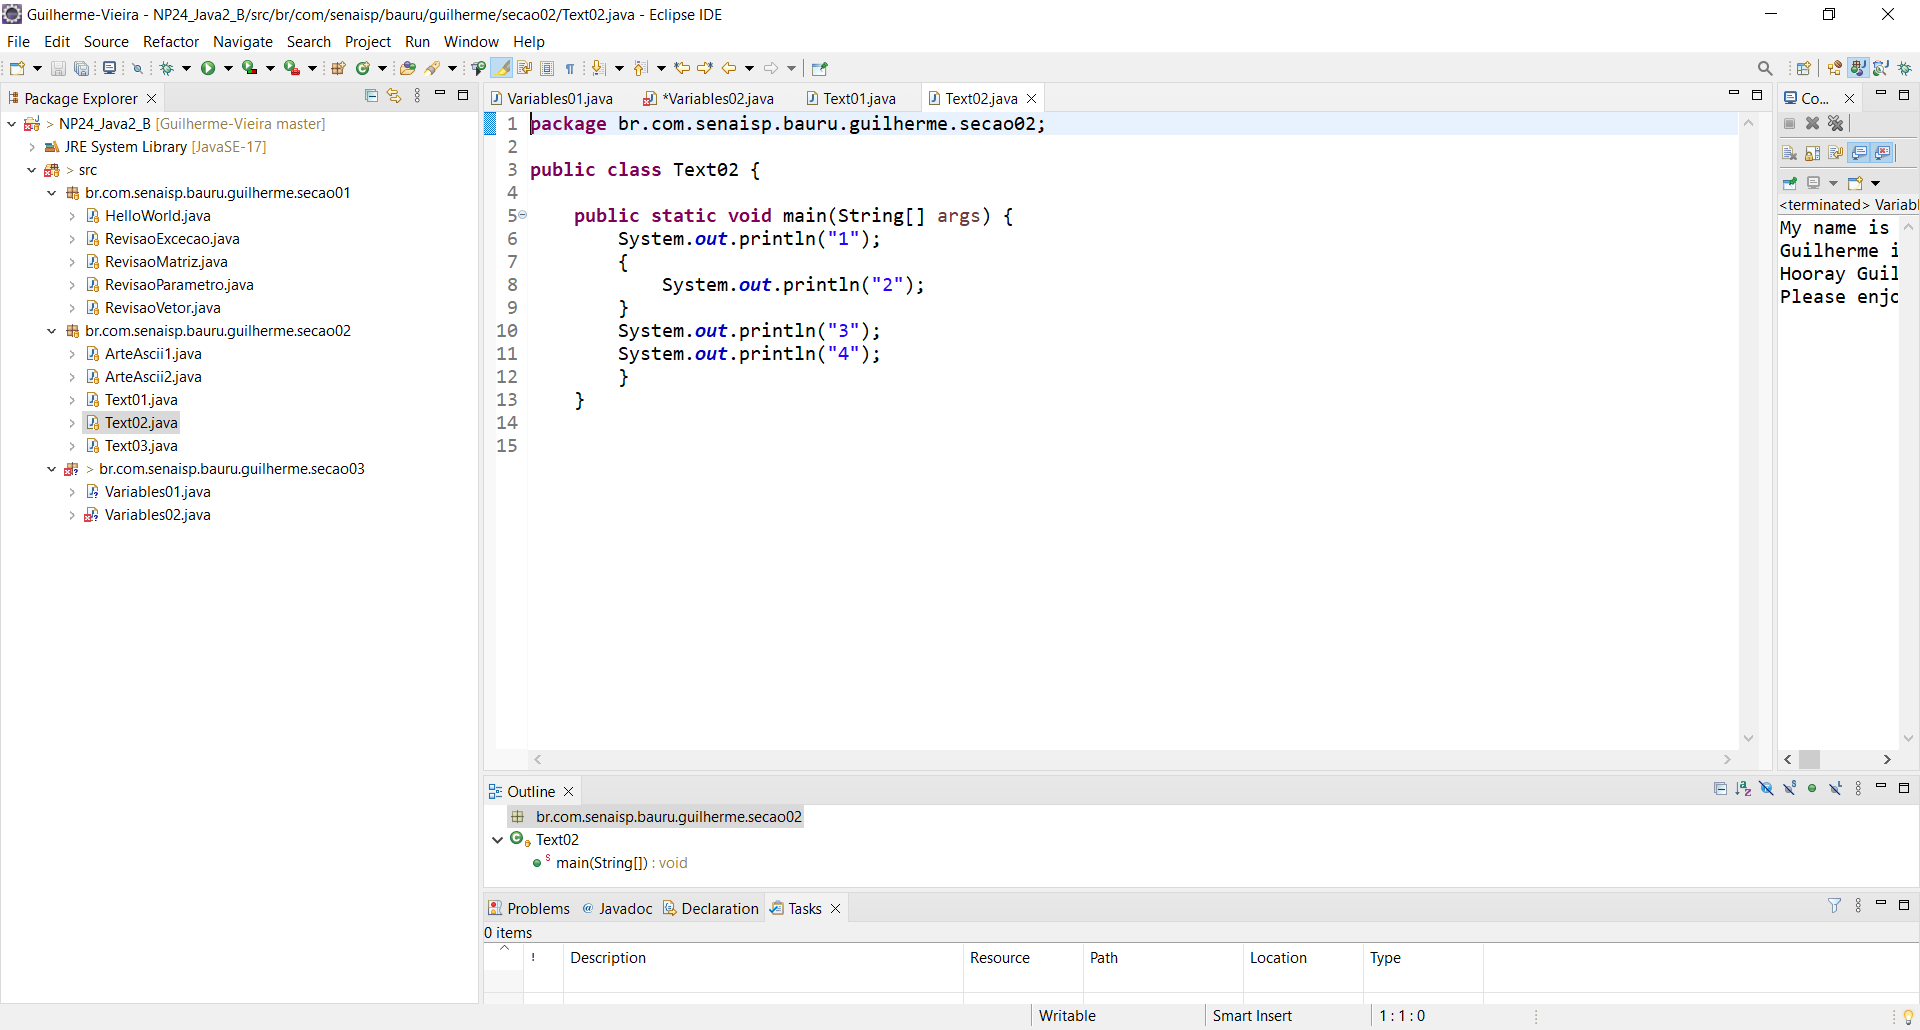 Guilherme-Vieira - NP24_Java2_B/src/br/com/senaisp/bauru/guilherme/secao02/Text02.java - Eclipse IDE
File Edit Source Refactor Navigate Search Project Run Window Help
Package Explorer
> NP24_Java2_B [Guilherme-Vieira master]
JRE System Library [JavaSE-17]
> src
br.com.senaisp.bauru.guilherme.secao01
HelloWorld.java
RevisaoExcecao.java
RevisaoMatriz.java
RevisaoParametro.java
RevisaoVetor.java
br.com.senaisp.bauru.guilherme.secao02
ArteAscii1.java
ArteAscii2.java
Text01.java
Text02.java
Text03.java
> br.com.senaisp.bauru.guilherme.secao03
Variables01.java
Variables02.java
Variables01.java *Variables02.java Text01.java Text02.java
1 package br.com.senaisp.bauru.guilherme.secao02;
2
3 public class Text02 {
4
5 public static void main(String[] args) {
6 System.out.println("1");
7 {
8 System.out.println("2");
9 }
10 System.out.println("3");
11 System.out.println("4");
12 }
13 }
14
15
Co...
<terminated> Variabl
My name is
Guilherme i
Hooray Guil
Please enjo
Outline
br.com.senaisp.bauru.guilherme.secao02
Text02
main(String[]) : void
Problems @ Javadoc Declaration Tasks
0 items
! Description Resource Path Location Type
Writable Smart Insert 1 : 1 : 0